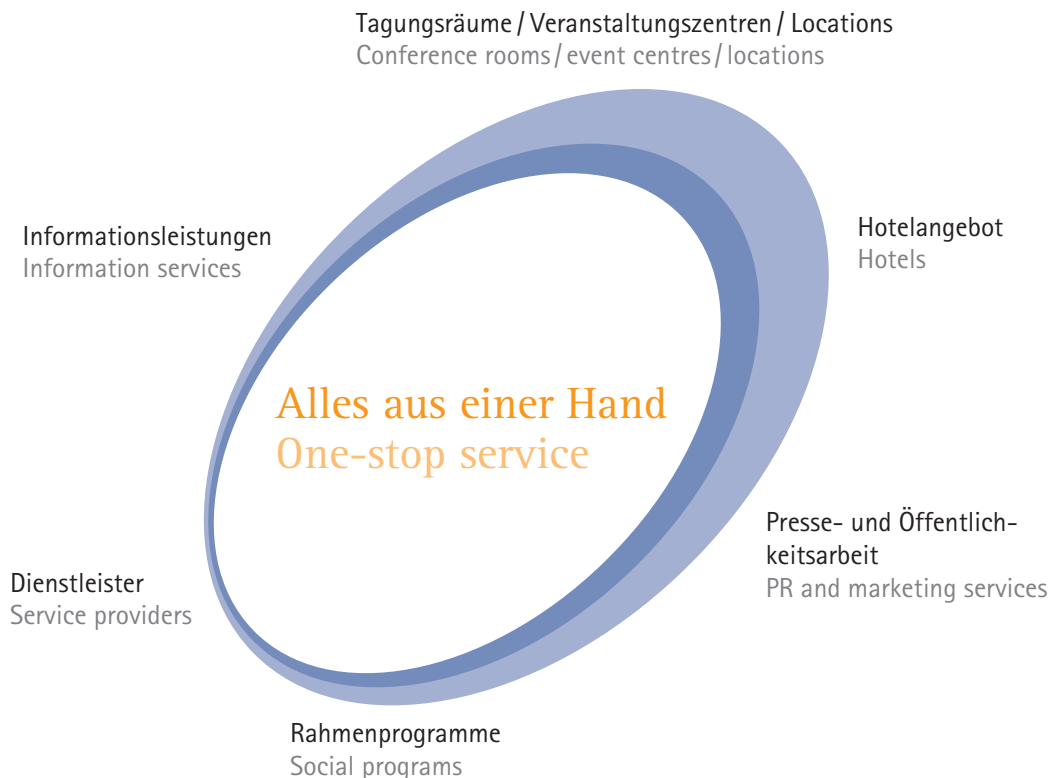 Tagungsräume / Veranstaltungszentren / Locations
Conference rooms / event centres / locations
Informationsleistungen
Information services
Hotelangebot
Hotels
Alles aus einer Hand
One-stop service
Presse- und Öffentlich-
keitsarbeit
PR and marketing services
Dienstleister
Service providers
Rahmenprogramme
Social programs